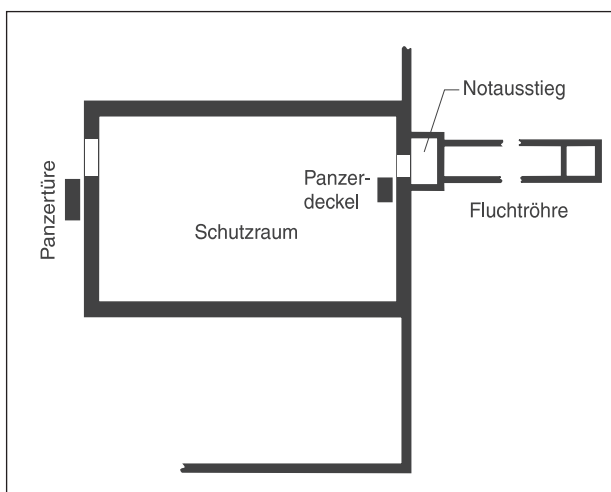 Notausstieg
Panzertüre
Panzer-
deckel
Schutzraum
Fluchtröhre